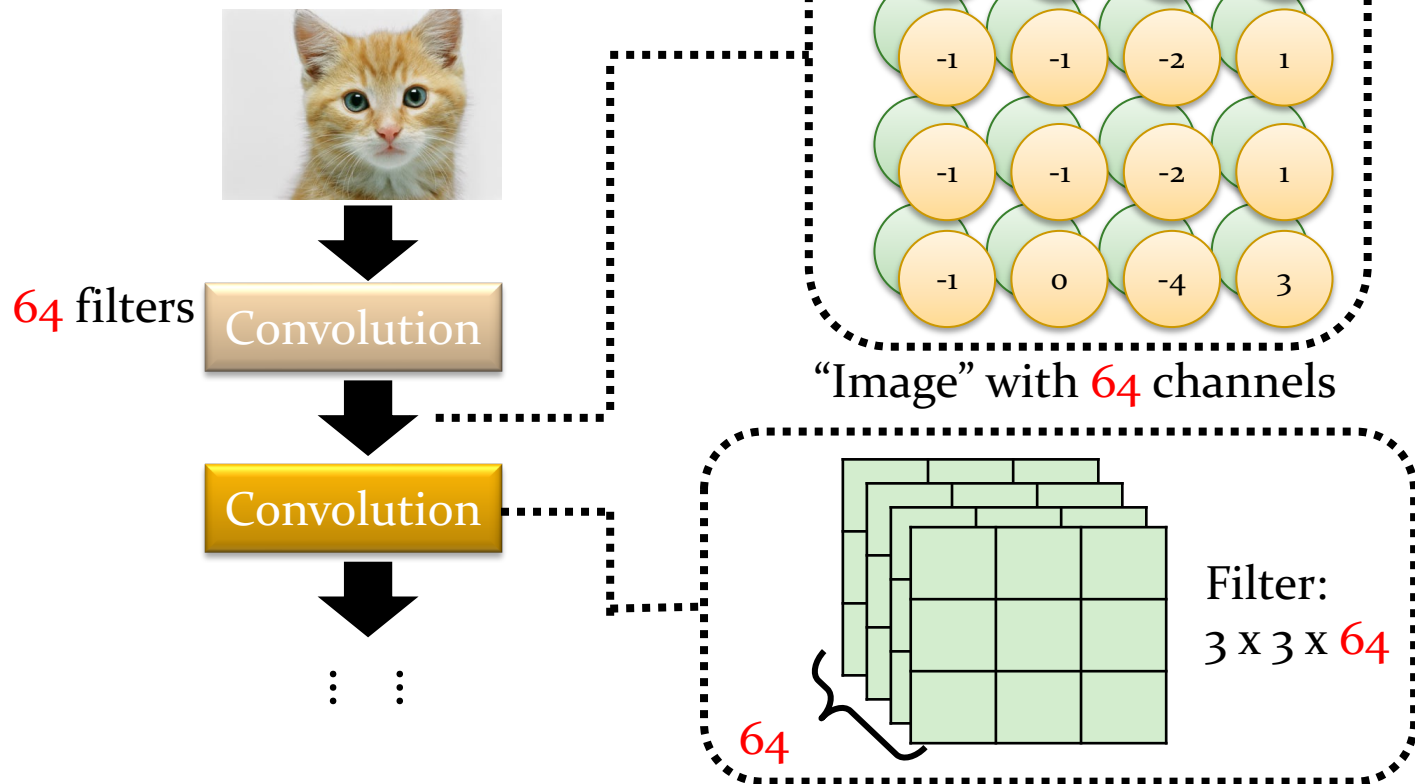 -1 -1 -2 1
-1 -1 -2 1
-1 0 -4 3
64 filters
Convolution
“Image” with 64 channels
Convolution
Filter:
3 x 3 x 64
64